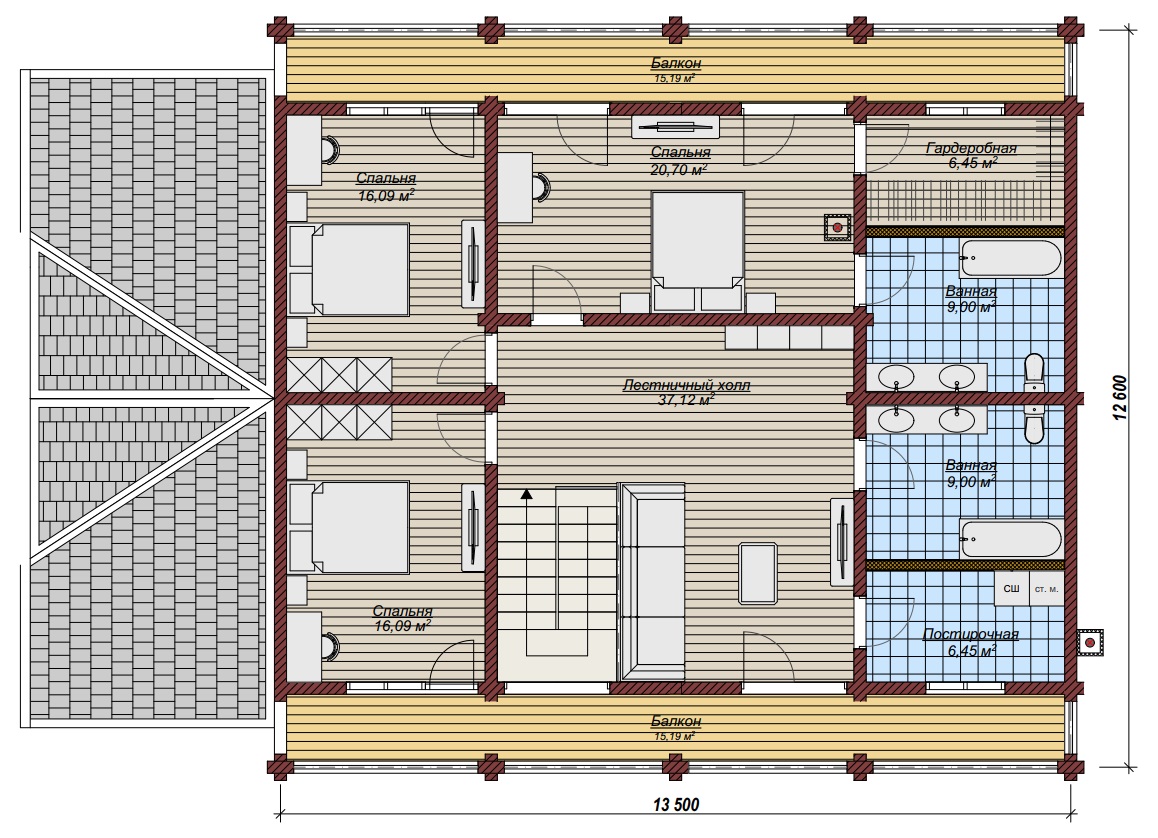 Балкон
15,19 м²
Гардеробная
6,45 м²
Спальня
20,70 м²
Спальня
16,09 м²
Ванная
9,00 м²
Лестничный холл
37,12 м²
12 600
Ванная
9,00 м²
СШ ст. м.
Спальня
16,09 м²
Постирочная
6,45 м²
Балкон
15,19 м²
13 500